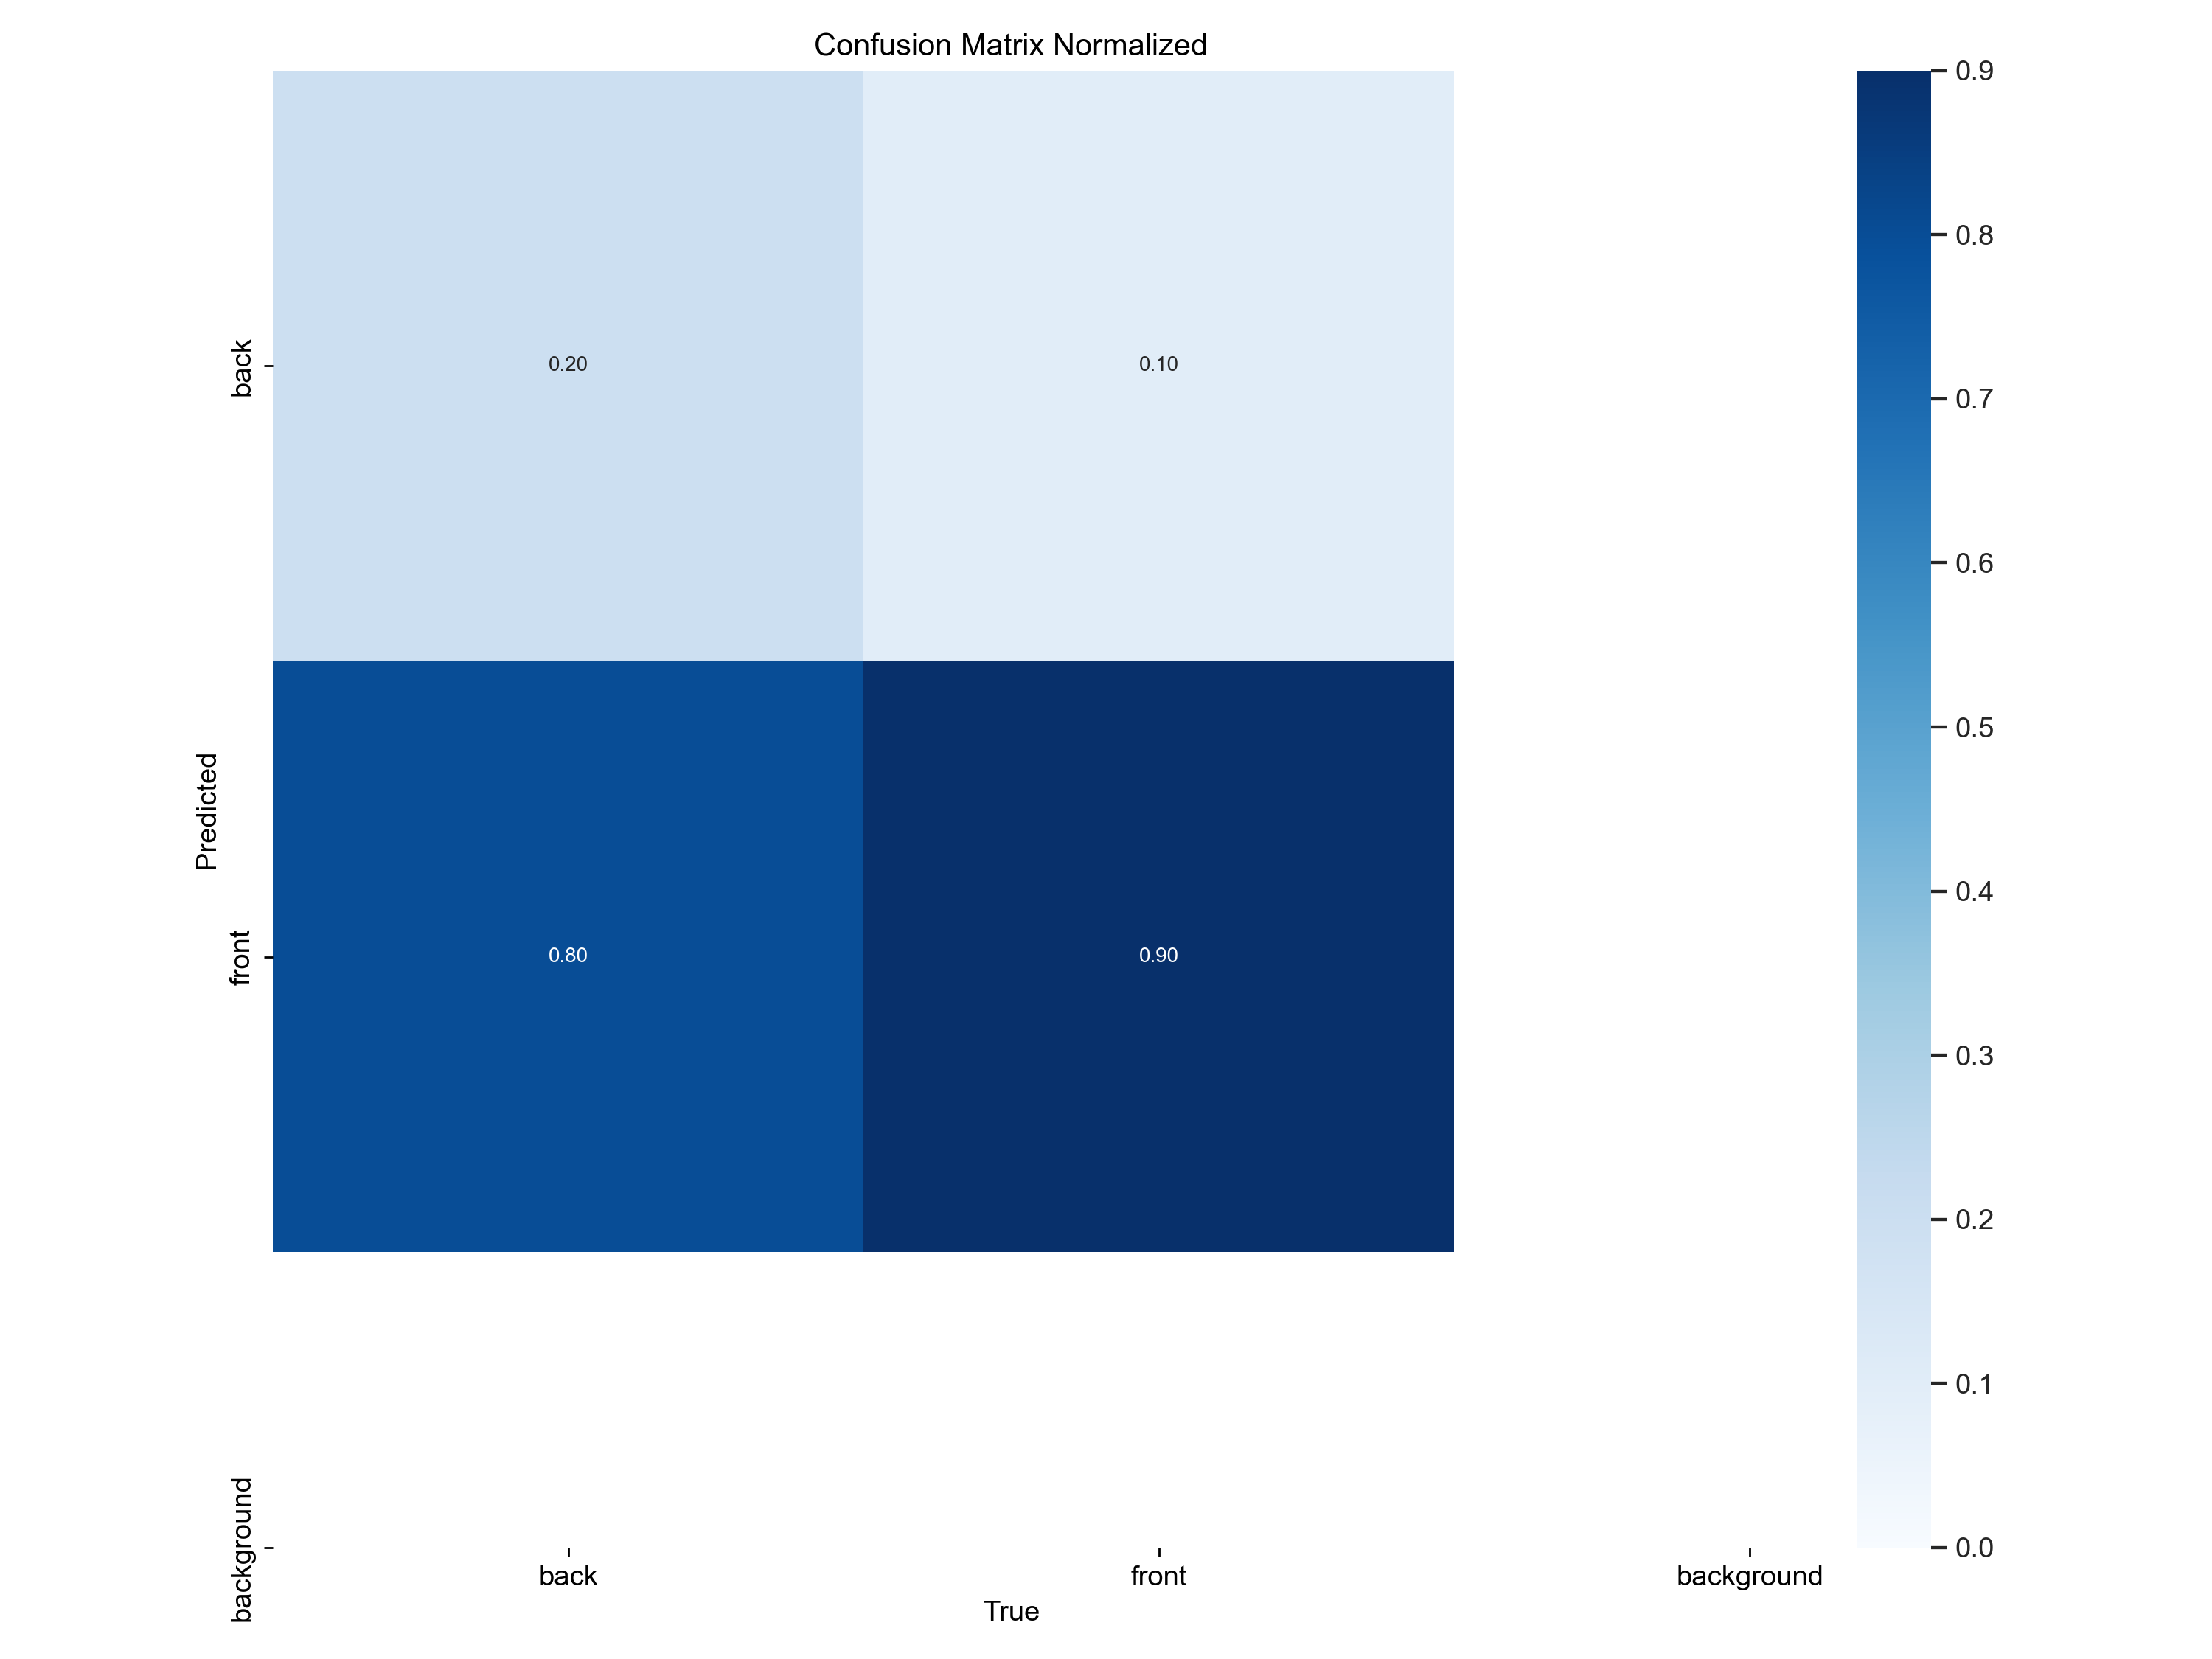 Confusion Matrix Normalized
0.9
0.8
0.7
0.6
0.5
0.4
0.3
0.2
0.1
0.0
Predicted
back
front
background
0.20 0.10
0.80 0.90
back front background
True